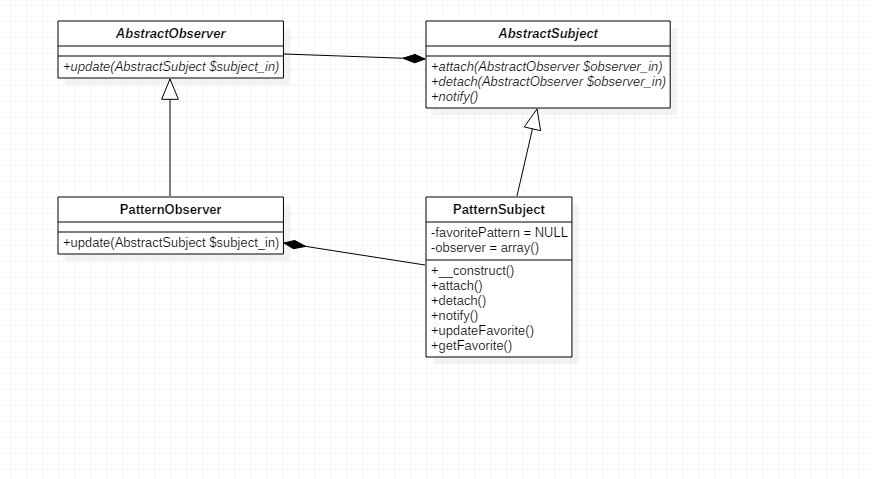 AbstractObserver
+update(AbstractSubject $subject_in)
AbstractSubject
+attach(AbstractObserver $observer_in)
+detach(AbstractObserver $observer_in)
+notify()
PatternObserver
+update(AbstractSubject $subject_in)
PatternSubject
-favoritePattern = NULL
-observer = array()
+__construct()
+attach()
+detach()
+notify()
+updateFavorite()
+getFavorite()